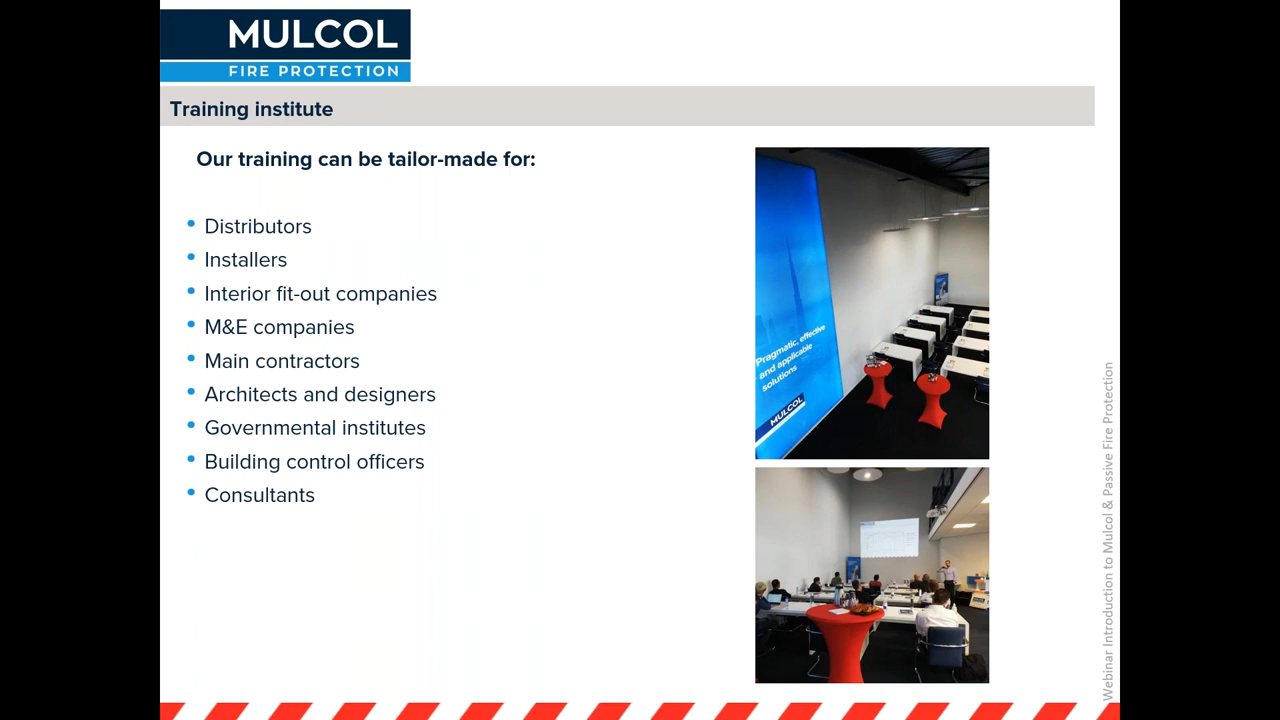 MULCOL
FIRE PROTECTION
Training institute
Our training can be tailor-made for:
• Distributors
• Installers
• Interior fit-out companies
• M&E companies
• Main contractors
• Architects and designers
• Governmental institutes
• Building control officers
• Consultants
Pragmatic, effective
and applicable
solutions
MULCOL
Webinar Introduction to Mulcol & Passive Fire Protection